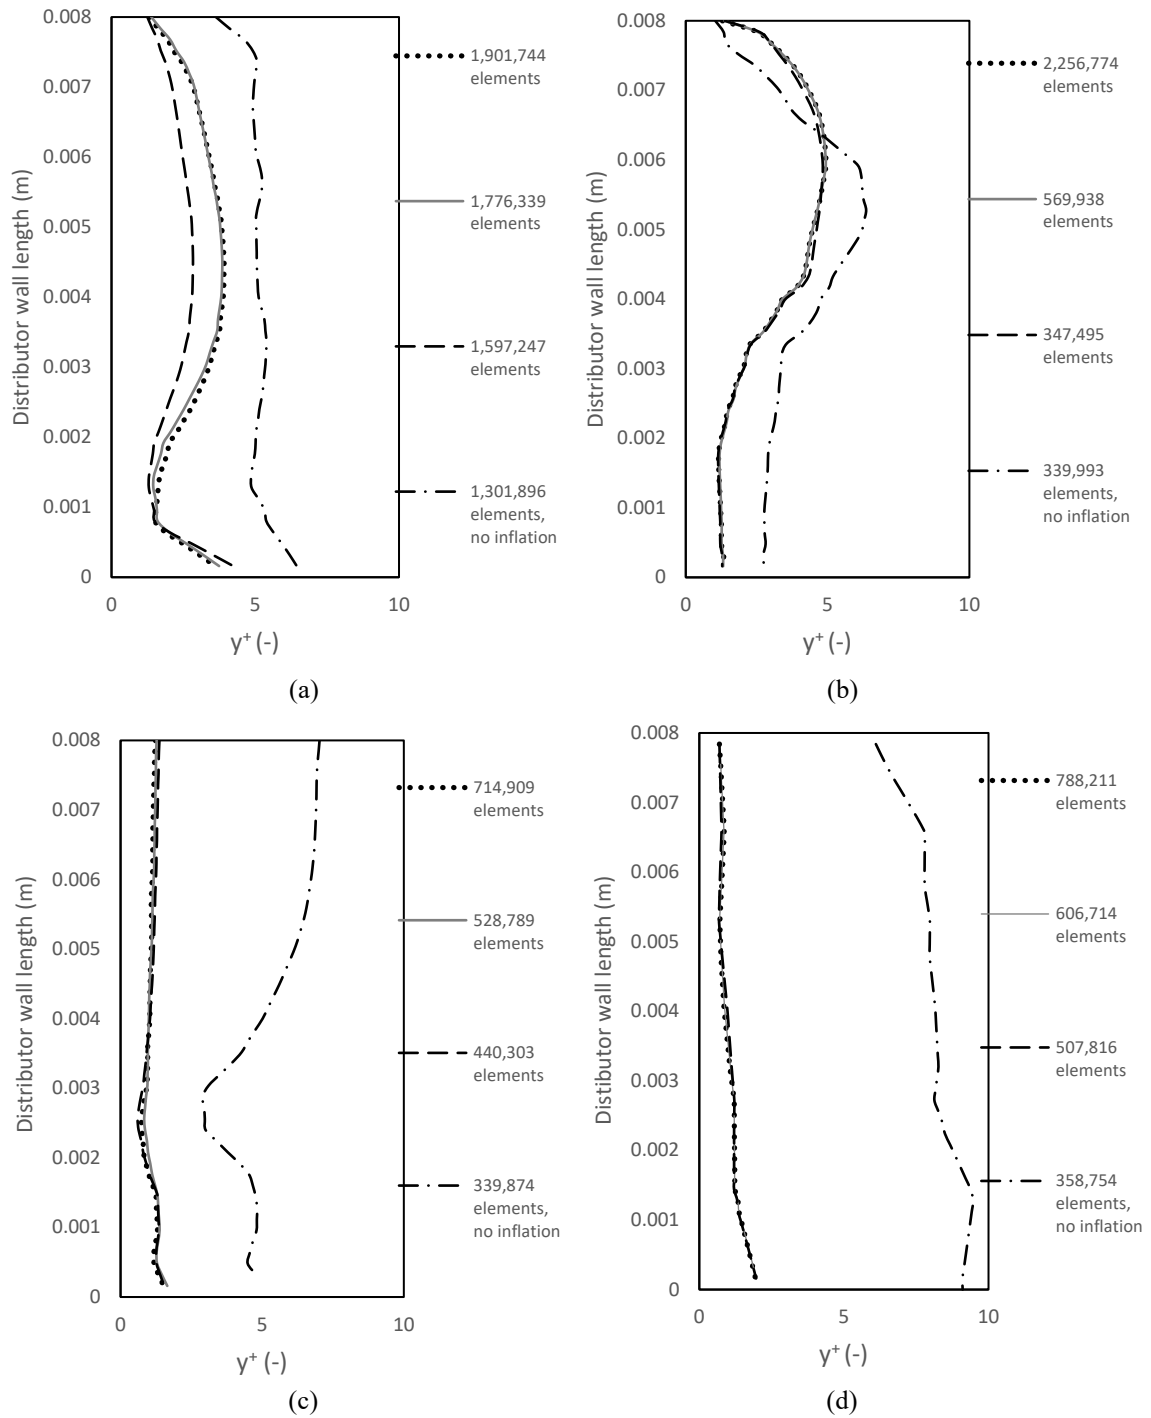 0.008
0.007
0.006
0.005
0.004
0.003
0.002
0.001
0
Distributor wall length (m)
0
5
10
y+ (-)
1,901,744
elements
1,776,339
elements
1,597,247
elements
1,301,896
elements,
no inflation
(a)
0.008
0.007
0.006
0.005
0.004
0.003
0.002
0.001
0
Distributor wall length (m)
0
5
10
y+ (-)
2,256,774
elements
569,938
elements
347,495
elements
339,993
elements,
no inflation
(b)
0.008
0.007
0.006
0.005
0.004
0.003
0.002
0.001
0
Distributor wall length (m)
0
5
10
y+ (-)
714,909
elements
528,789
elements
440,303
elements
339,874
elements,
no inflation
(c)
0.008
0.007
0.006
0.005
0.004
0.003
0.002
0.001
0
Distibutor wall length (m)
0
5
10
y+ (-)
788,211
elements
606,714
elements
507,816
elements
358,754
elements,
no inflation
(d)